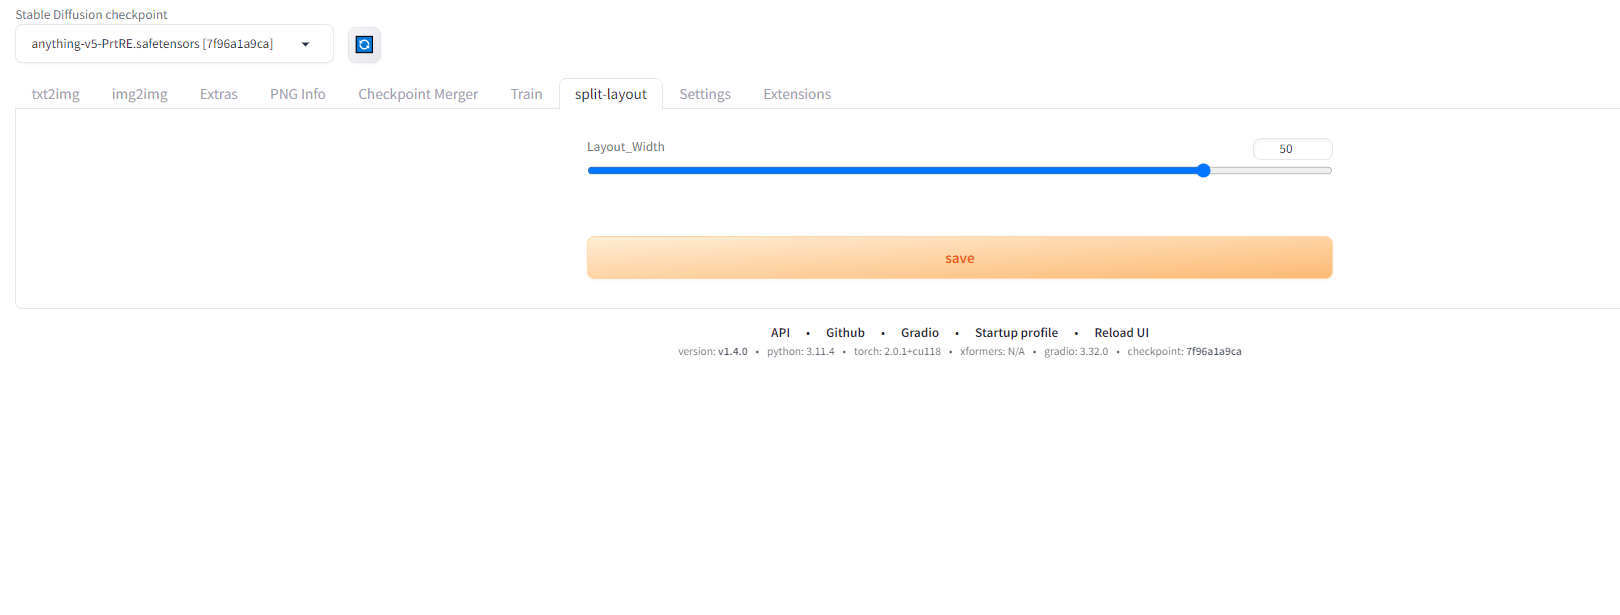 Stable Diffusion checkpoint
anything-v5-PrtRE.safetensors [7f96a1a9ca]
txt2img img2img Extras PNG Info Checkpoint Merger Train split-layout Settings Extensions
Layout_Width 50
save
API • Github • Gradio • Startup profile • Reload UI
version: v1.4.0 • python: 3.11.4 • torch: 2.0.1+cu118 • xformers: N/A • gradio: 3.32.0 • checkpoint: 7f96a1a9ca